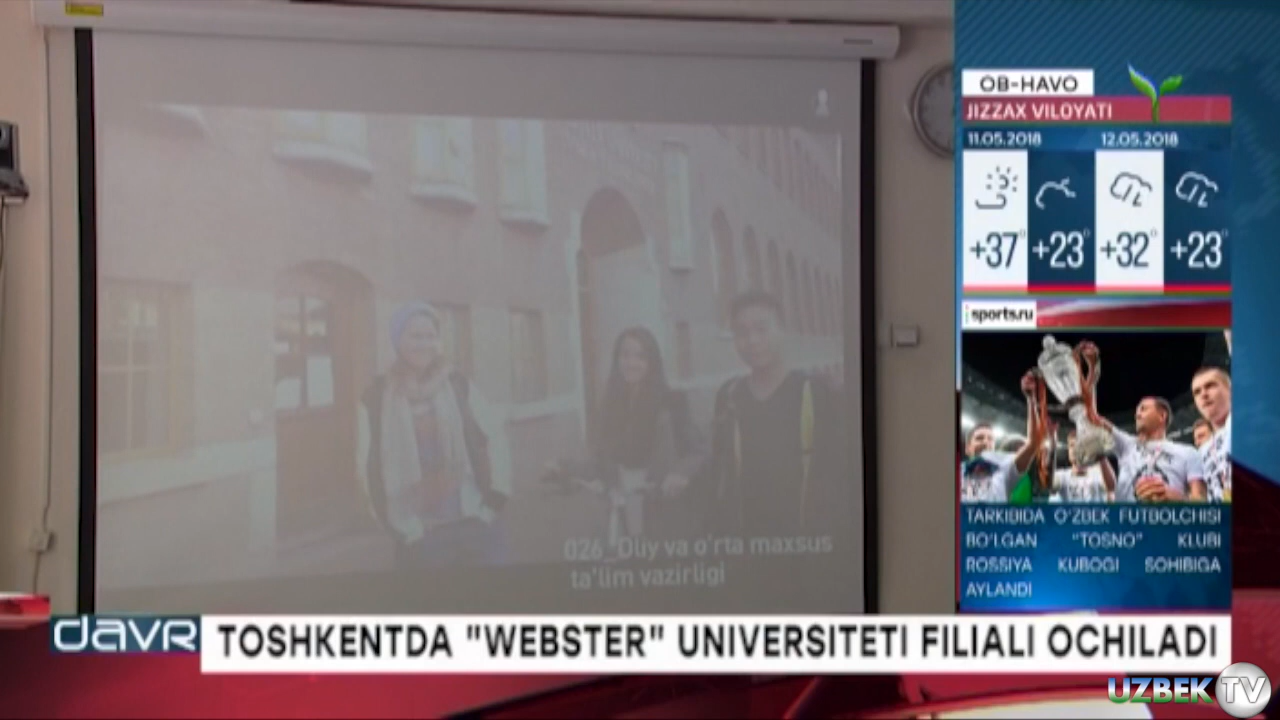 OB-HAVO
JIZZAX VILOYATI
11.05.2018 12.05.2018
+37° +23° +32° +23°
sports.ru
TARKIBIDA O'ZBEK FUTBOLCHISI
BO'LGAN "TOSNO" KLUBI
ROSSIYA KUBOGI SOHIBIGA
AYLANDI
026_Oliy va o'rta maxsus
ta'lim vazirligi
davr TOSHKENTDA "WEBSTER" UNIVERSITETI FILIALI OCHILADI
UZBEK TV